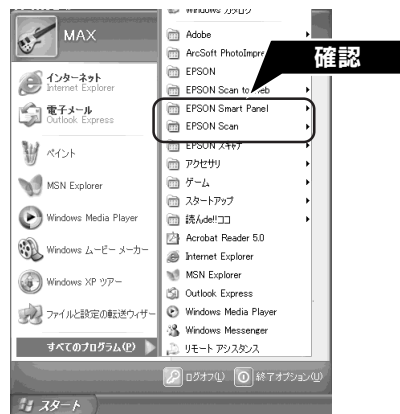 MAX
インターネット
Internet Explorer
電子メール
Outlook Express
ペイント
MSN Explorer
Windows Media Player
Windows ムービー メーカー
Windows XP ツアー
ファイルと設定の転送ウィザー
すべてのプログラム(P)
Windows カタログ
Adobe
ArcSoft PhotoImpre
EPSON
EPSON Scan to Web
EPSON Smart Panel
EPSON Scan
EPSON スキャナ
アクセサリ
ゲーム
スタートアップ
読んde!!ココ
Acrobat Reader 5.0
Internet Explorer
MSN Explorer
Outlook Express
Windows Media Player
Windows Messenger
リモート アシスタンス
確認
ログオフ(L)
終了オプション(U)
スタート